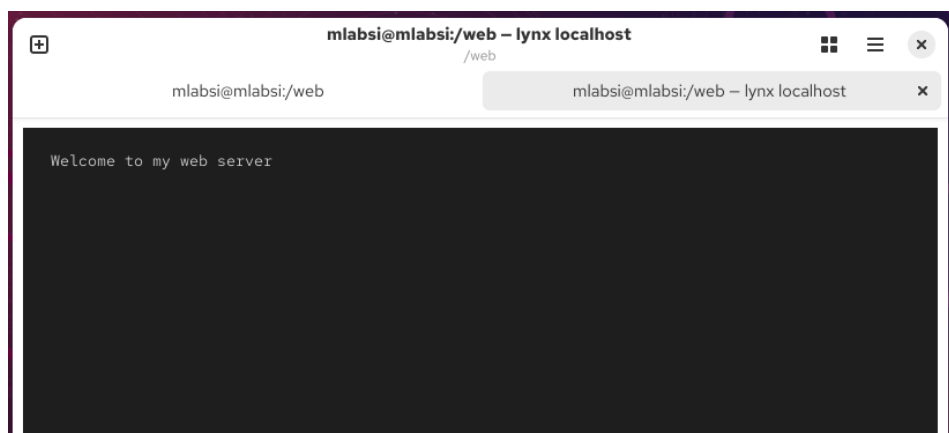 mlabsi@mlabsi:/web — lynx localhost
/web
mlabsi@mlabsi:/web
mlabsi@mlabsi:/web — lynx localhost
Welcome to my web server